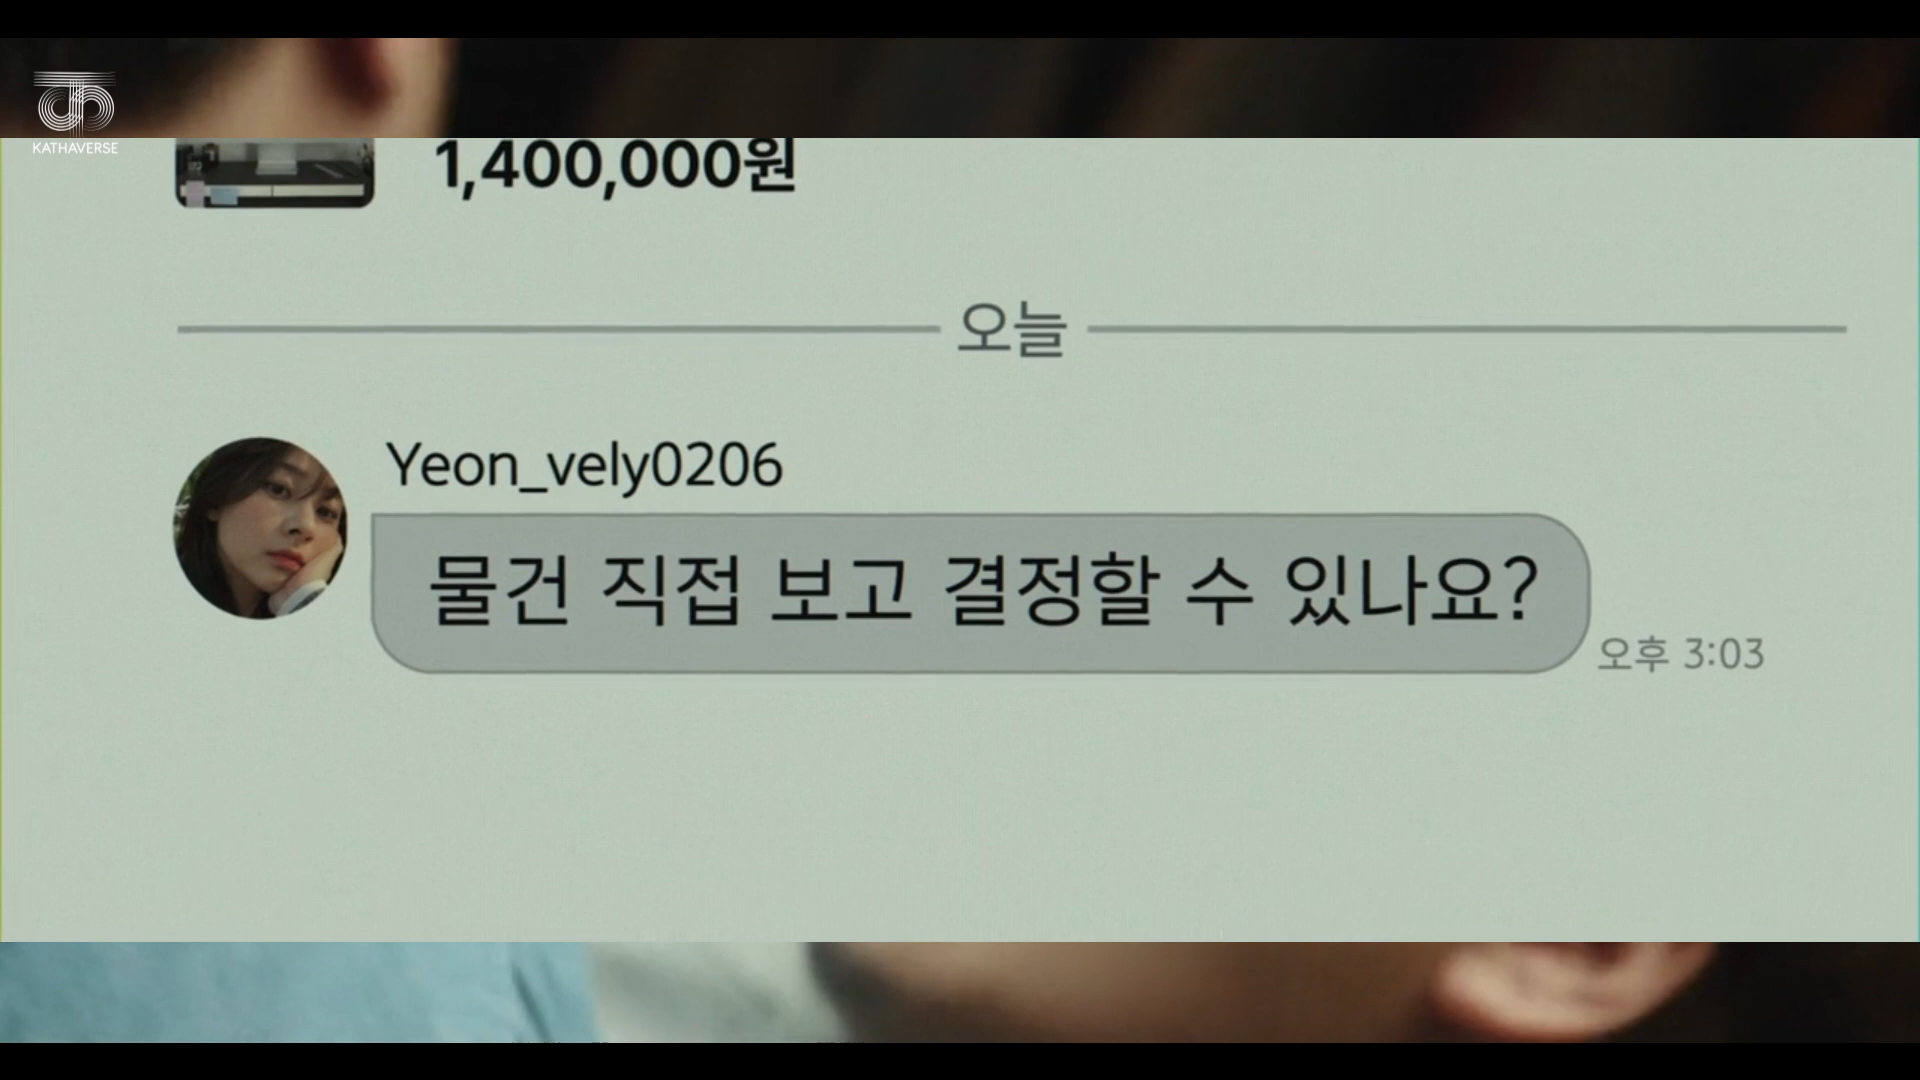 KATHAVERSE
1,400,000원
오늘
Yeon_vely0206
물건 직접 보고 결정할 수 있나요?
오후 3:03